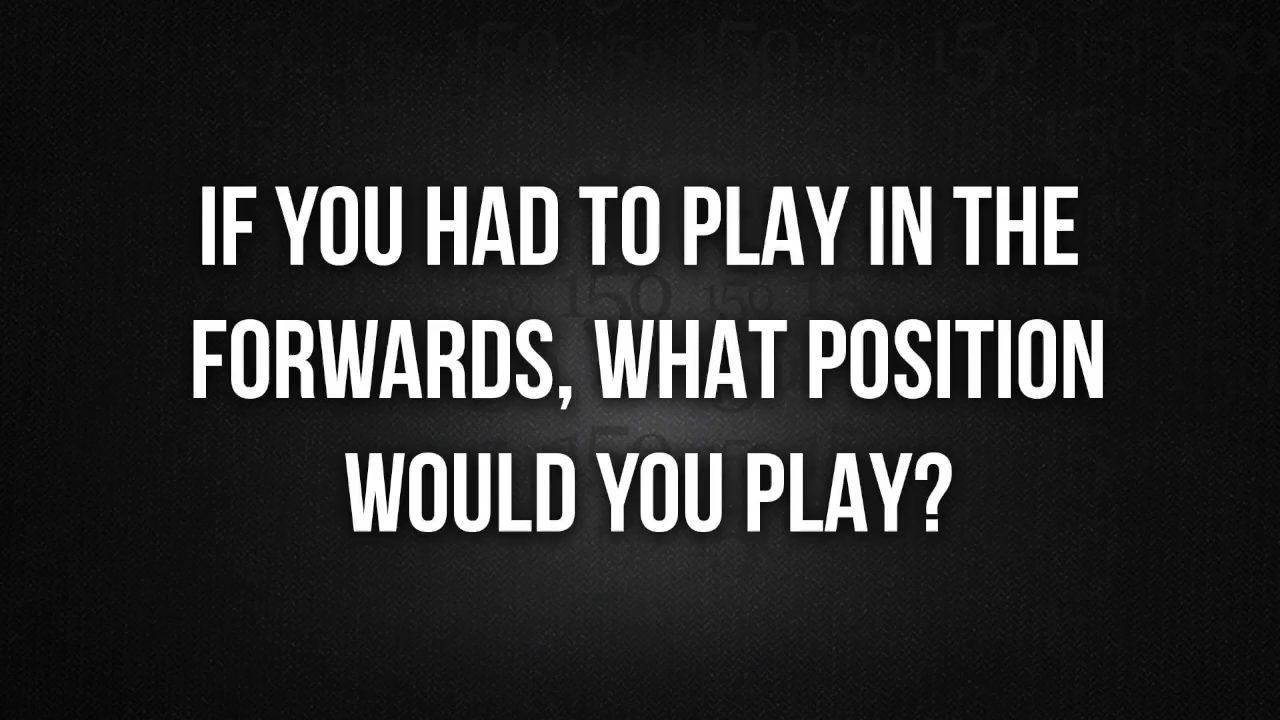 IF YOU HAD TO PLAY IN THE
FORWARDS, WHAT POSITION
WOULD YOU PLAY?